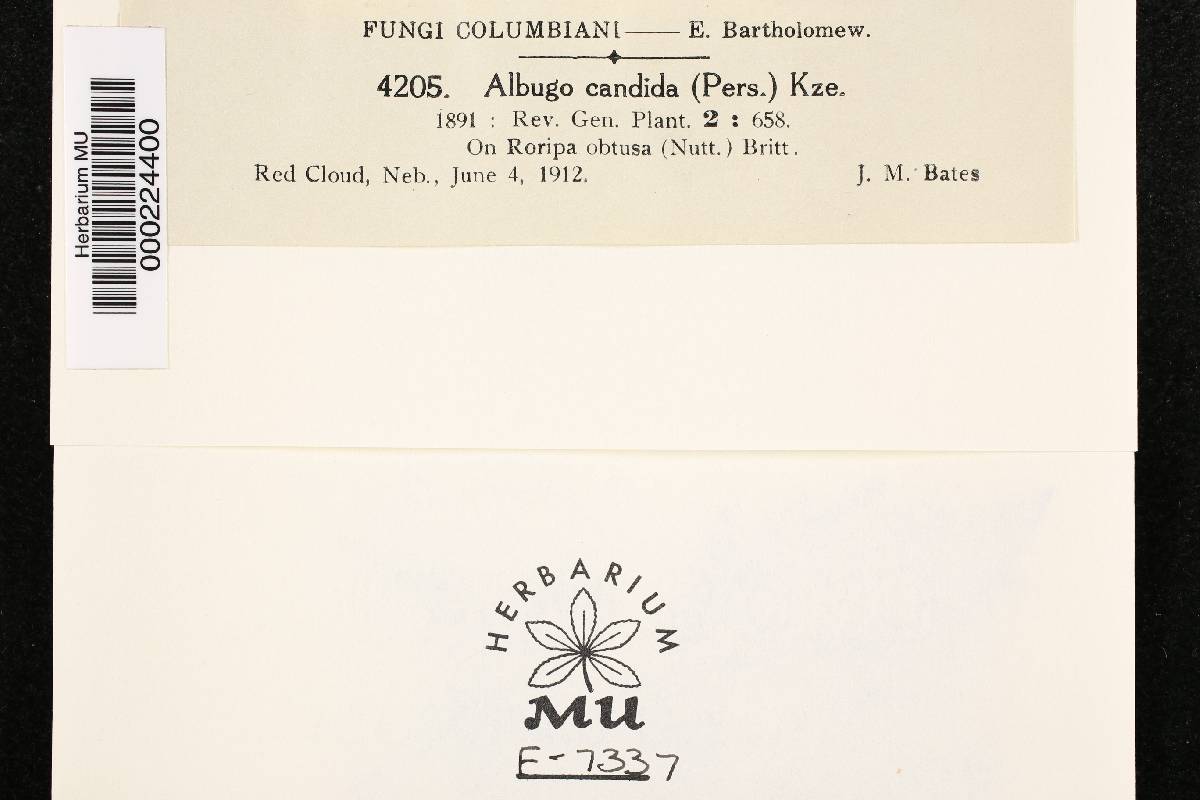 FUNGI COLUMBIANI—— E. Bartholomew.
4205. Albugo candida (Pers.) Kze.
1891 : Rev. Gen. Plant. 2 : 658.
On Roripa obtusa (Nutt.) Britt.
Red Cloud, Neb., June 4, 1912. J. M. Bates
Herbarium MU
000224400
HERBARIUM
MU
F-7337